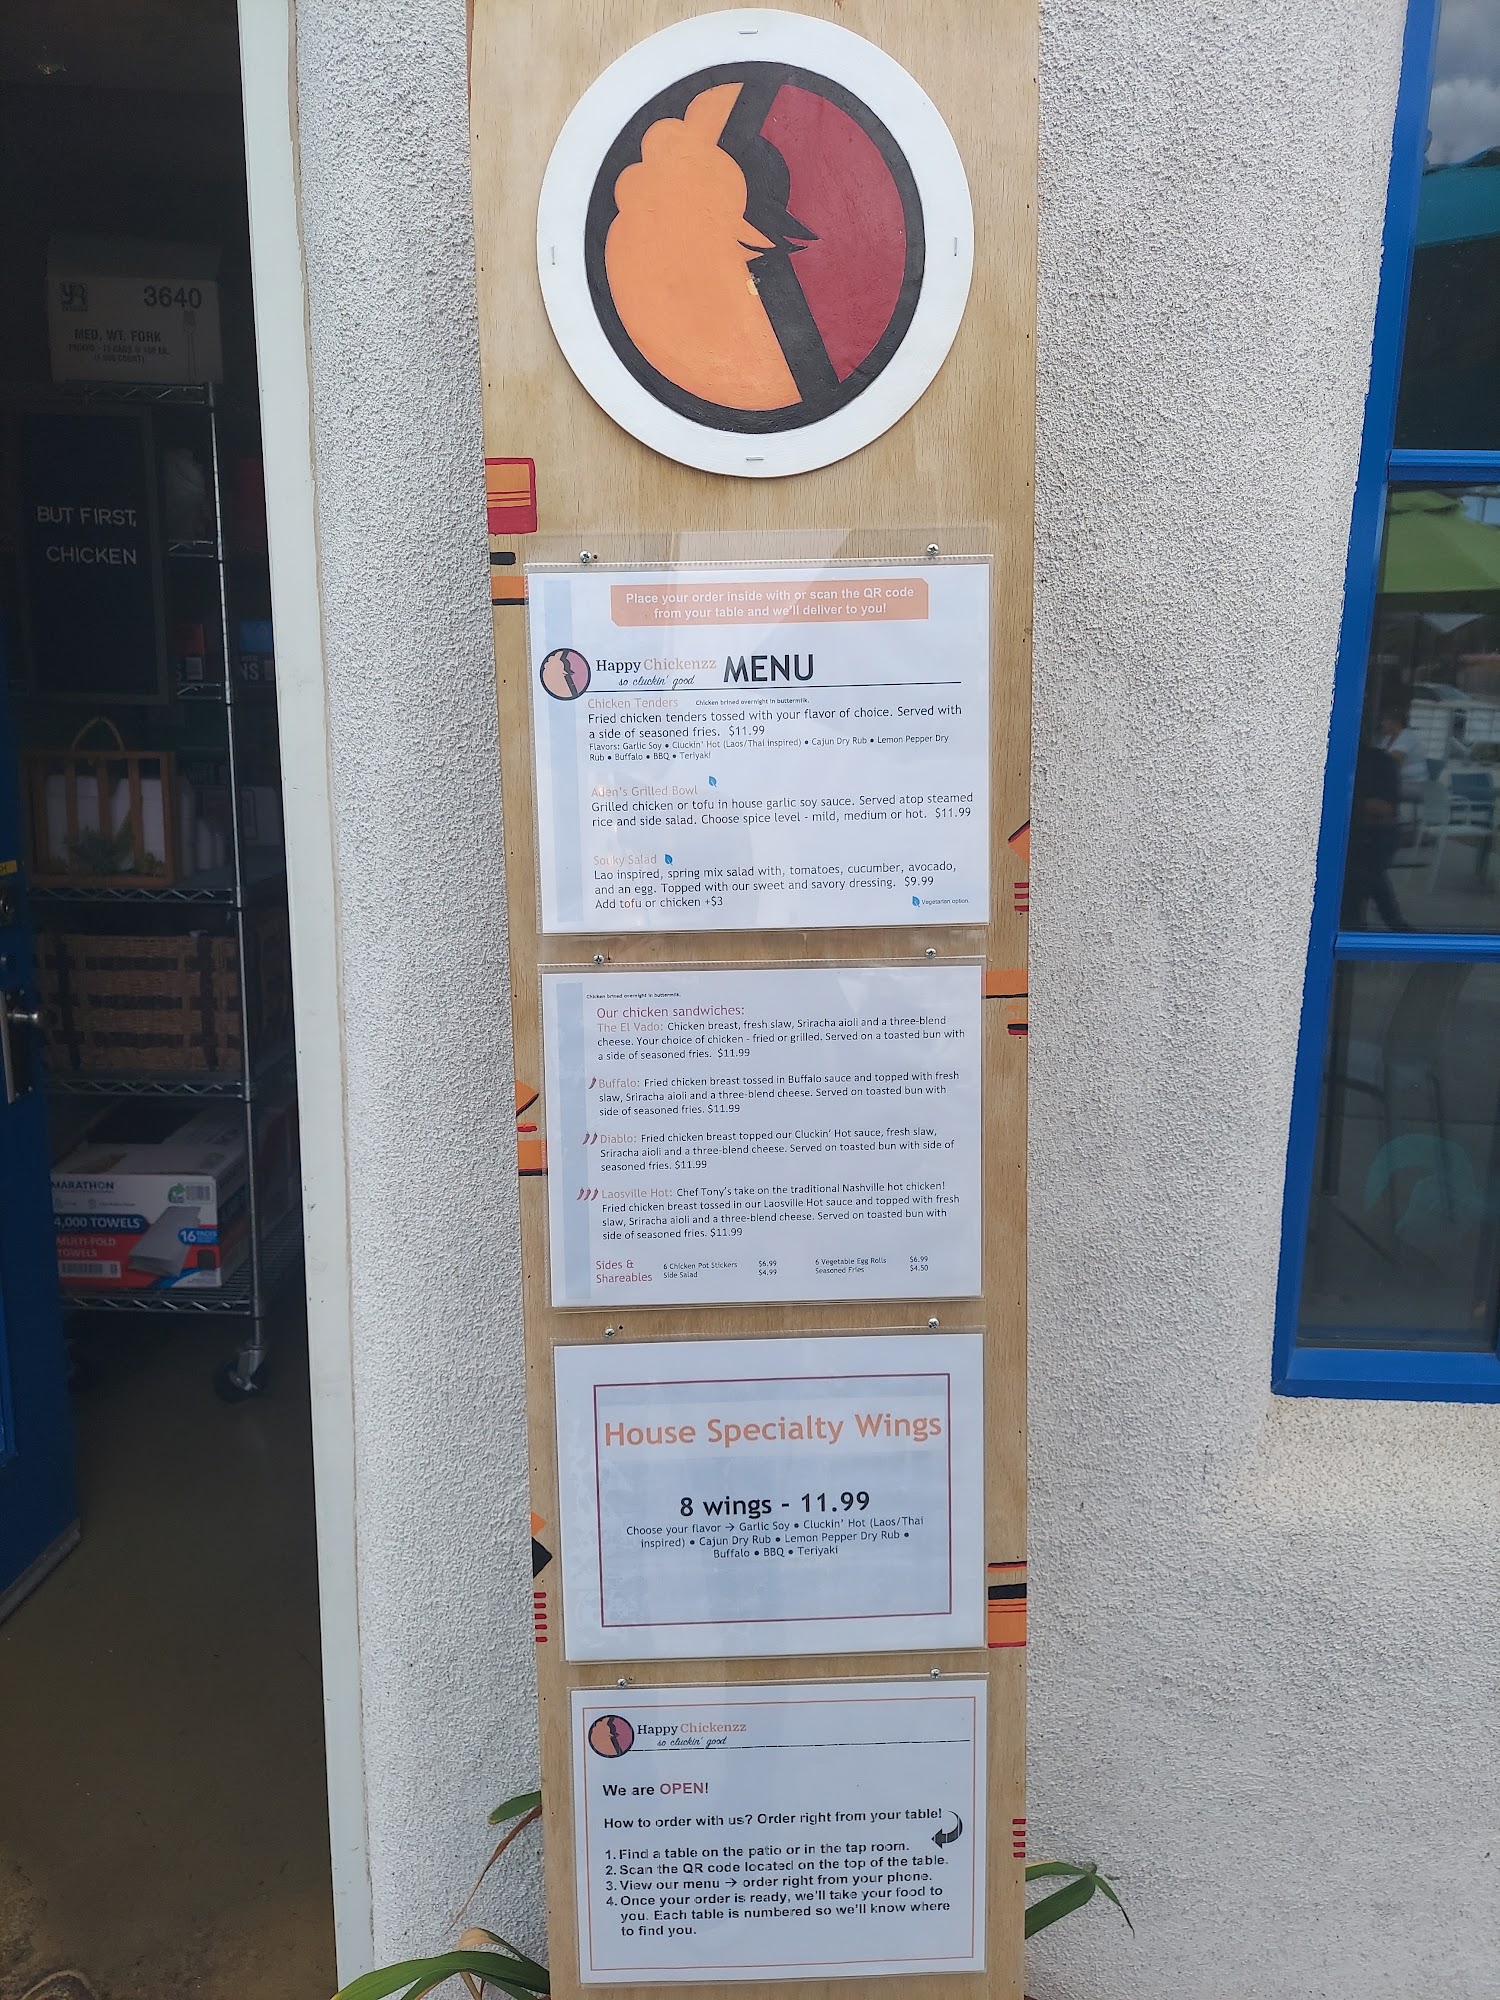 3640
MED. WT. FORK
BUT FIRST,
CHICKEN
MARATHON
4,000 TOWELS
MULTI-FOLD
TOWELS
16
Place your order inside with or scan the QR code
from your table and we'll deliver to you!
Happy Chickenzz MENU
so cluckin' good
Chicken Tenders Chicken brined overnight in buttermilk.
Fried chicken tenders tossed with your flavor of choice. Served with
a side of seasoned fries. $11.99
Flavors: Garlic Soy ● Cluckin' Hot (Laos/Thai inspired) ● Cajun Dry Rub ● Lemon Pepper Dry
Rub ● Buffalo ● BBQ ● Teriyaki
Aden's Grilled Bowl
Grilled chicken or tofu in house garlic soy sauce. Served atop steamed
rice and side salad. Choose spice level - mild, medium or hot. $11.99
Souky Salad
Lao inspired, spring mix salad with, tomatoes, cucumber, avocado,
and an egg. Topped with our sweet and savory dressing. $9.99
Add tofu or chicken +$3
Vegetarian option.
Chicken brined overnight in buttermilk.
Our chicken sandwiches:
The El Vado: Chicken breast, fresh slaw, Sriracha aioli and a three-blend
cheese. Your choice of chicken - fried or grilled. Served on a toasted bun with
a side of seasoned fries. $11.99
Buffalo: Fried chicken breast tossed in Buffalo sauce and topped with fresh
slaw, Sriracha aioli and a three-blend cheese. Served on toasted bun with
side of seasoned fries. $11.99
Diablo: Fried chicken breast topped our Cluckin' Hot sauce, fresh slaw,
Sriracha aioli and a three-blend cheese. Served on toasted bun with side of
seasoned fries. $11.99
Laosville Hot: Chef Tony's take on the traditional Nashville hot chicken!
Fried chicken breast tossed in our Laosville Hot sauce and topped with fresh
slaw, Sriracha aioli and a three-blend cheese. Served on toasted bun with
side of seasoned fries. $11.99
Sides &
Shareables
6 Chicken Pot Stickers $6.99 6 Vegetable Egg Rolls $6.99
Side Salad $4.99 Seasoned Fries $4.50
House Specialty Wings
8 wings - 11.99
Choose your flavor → Garlic Soy ● Cluckin' Hot (Laos/Thai
inspired) ● Cajun Dry Rub ● Lemon Pepper Dry Rub ●
Buffalo ● BBQ ● Teriyaki
Happy Chickenzz
so cluckin' good
We are OPEN!
How to order with us? Order right from your table!
1. Find a table on the patio or in the tap room.
2. Scan the QR code located on the top of the table.
3. View our menu → order right from your phone.
4. Once your order is ready, we'll take your food to
you. Each table is numbered so we'll know where
to find you.